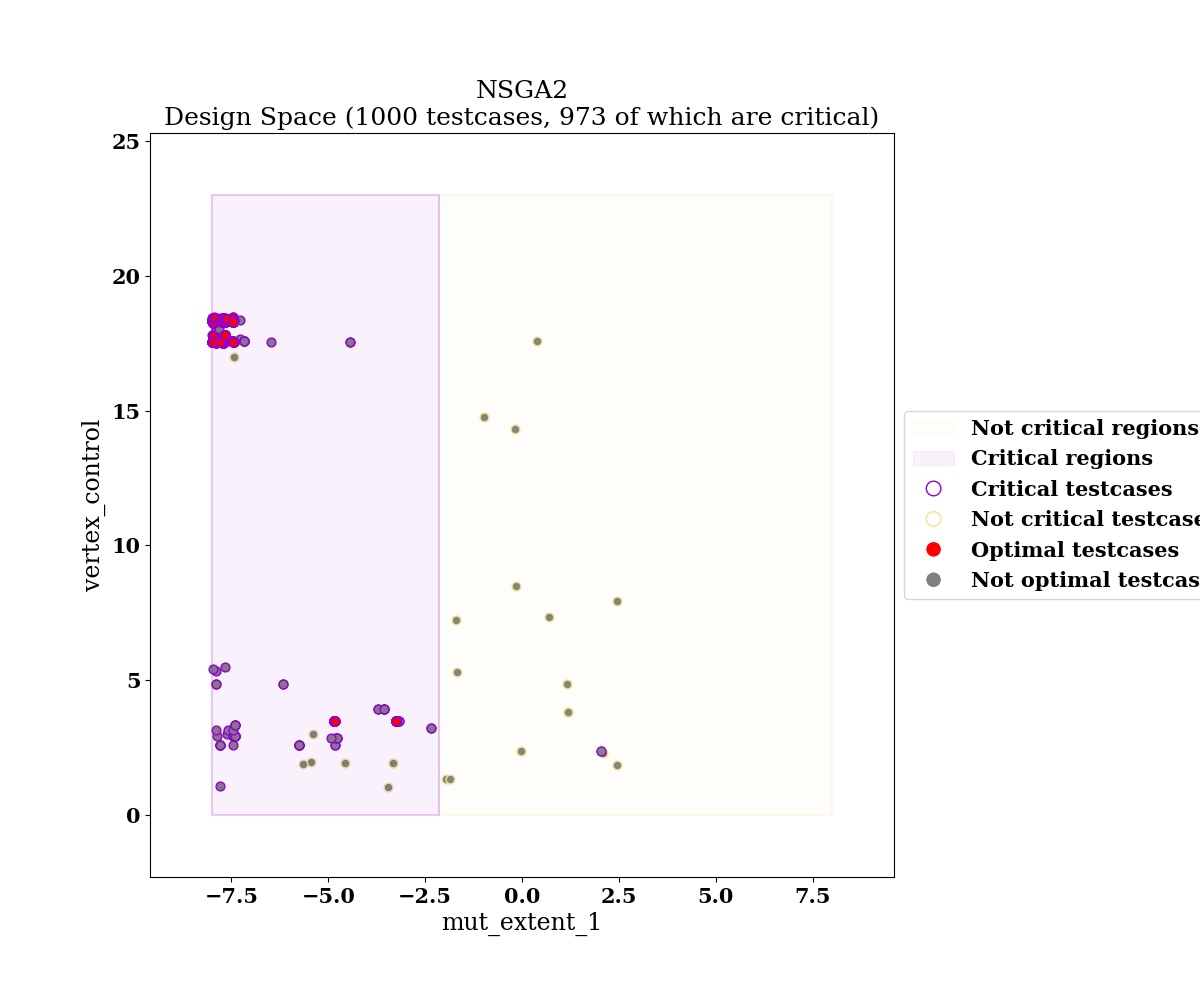 NSGA2
Design Space (1000 testcases, 973 of which are critical)
25
20
15
10
5
0
vertex_control
−7.5
−5.0
−2.5
0.0
2.5
5.0
7.5
mut_extent_1
Not critical regions
Critical regions
Critical testcases
Not critical testcase
Optimal testcases
Not optimal testcas